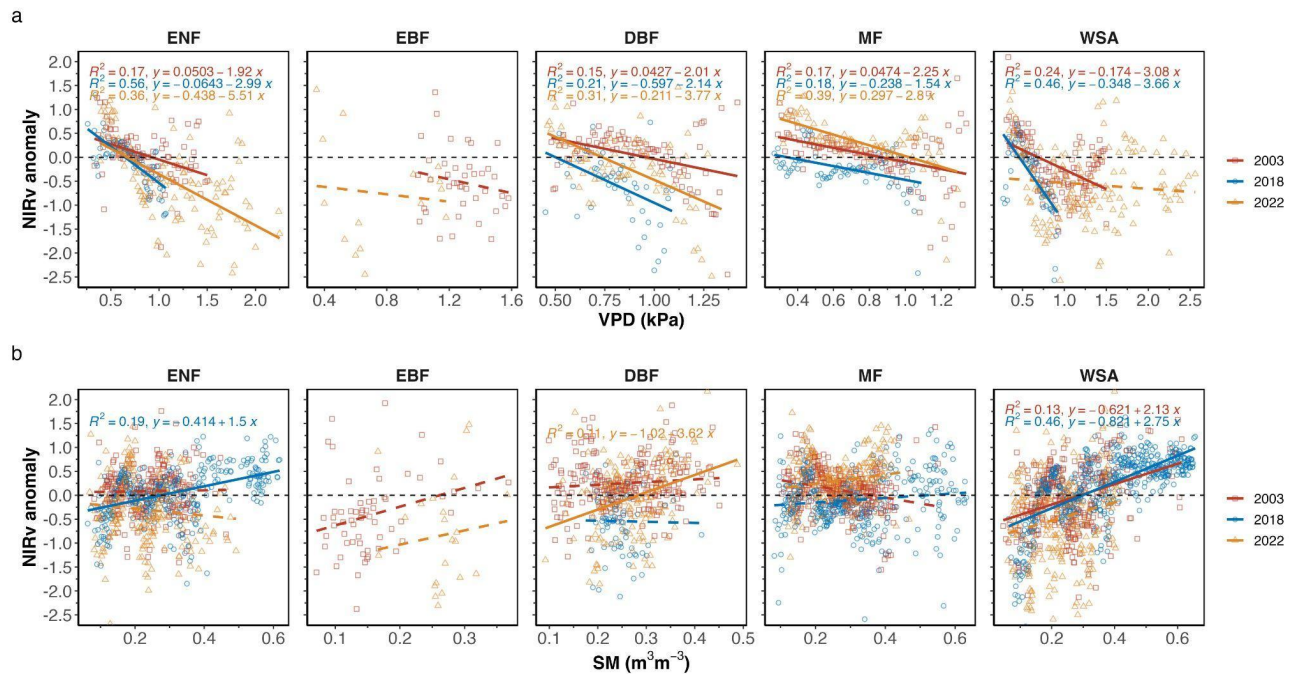 a
ENF EBF DBF MF WSA
2.0
1.5
1.0
0.5
0.0
-0.5
-1.0
-1.5
-2.0
-2.5
NIRv anomaly
R² = 0.17, y = 0.0503 − 1.92 x
R² = 0.56, y = −0.0643 − 2.99 x
R² = 0.36, y = −0.438 − 5.51 x
R² = 0.15, y = 0.0427 − 2.01 x
R² = 0.21, y = −0.597 − 2.14 x
R² = 0.31, y = −0.211 − 3.77 x
R² = 0.17, y = 0.0474 − 2.25 x
R² = 0.18, y = −0.238 − 1.54 x
R² = 0.39, y = 0.297 − 2.8 x
R² = 0.24, y = −0.174 − 3.08 x
R² = 0.46, y = −0.348 − 3.66 x
2003
2018
2022
0.5 1.0 1.5 2.0 0.4 0.8 1.2 1.6 0.50 0.75 1.00 1.25 0.3 0.6 0.9 1.2 0.5 1.0 1.5 2.0 2.5
VPD (kPa)
b
ENF EBF DBF MF WSA
2.0
1.5
1.0
0.5
0.0
-0.5
-1.0
-1.5
-2.0
-2.5
NIRv anomaly
R² = 0.19, y = −0.414 + 1.5 x
R² = 0.11, y = −1.02 + 3.62 x
R² = 0.13, y = −0.621 + 2.13 x
R² = 0.46, y = −0.821 + 2.75 x
2003
2018
2022
0.2 0.4 0.6 0.1 0.2 0.3 0.1 0.2 0.3 0.4 0.5 0.2 0.4 0.6 0.2 0.4 0.6
SM (m³m⁻³)